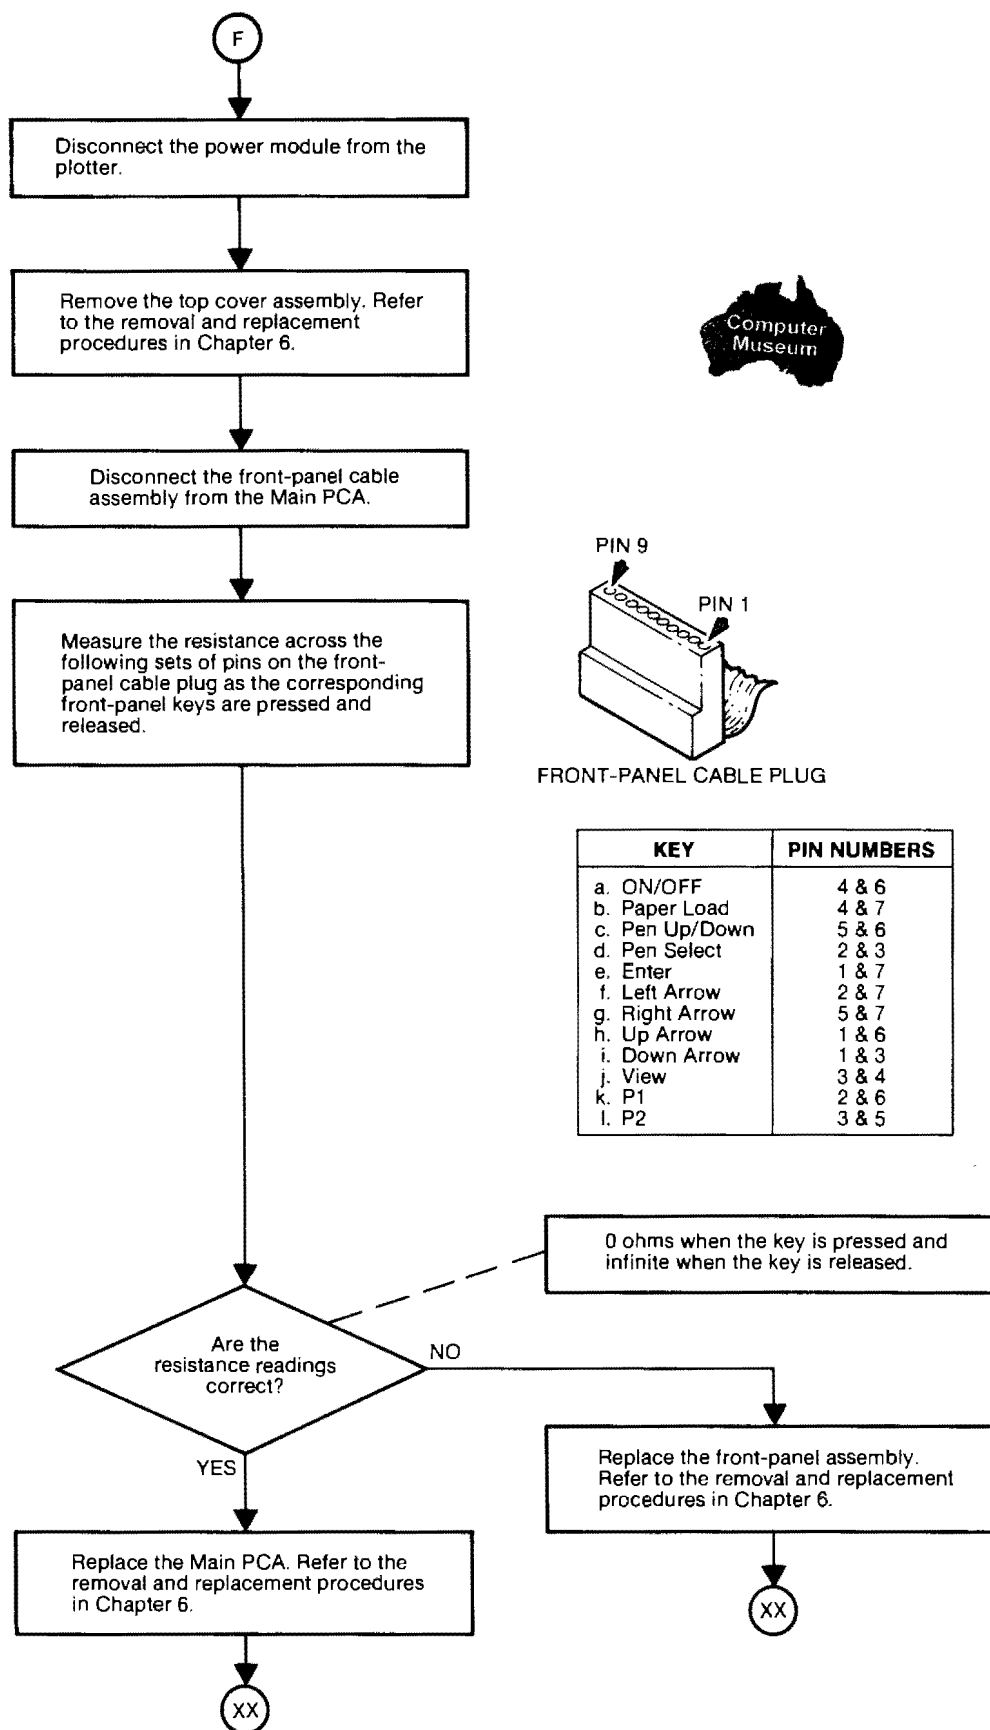 F
Disconnect the power module from the
plotter.
Remove the top cover assembly. Refer
to the removal and replacement
procedures in Chapter 6.
Computer
Museum
Disconnect the front-panel cable
assembly from the Main PCA.
Measure the resistance across the
following sets of pins on the front-
panel cable plug as the corresponding
front-panel keys are pressed and
released.
PIN 9
PIN 1
FRONT-PANEL CABLE PLUG
KEY PIN NUMBERS
a. ON/OFF 4 & 6
b. Paper Load 4 & 7
c. Pen Up/Down 5 & 6
d. Pen Select 2 & 3
e. Enter 1 & 7
f. Left Arrow 2 & 7
g. Right Arrow 5 & 7
h. Up Arrow 1 & 6
i. Down Arrow 1 & 3
j. View 3 & 4
k. P1 2 & 6
l. P2 3 & 5
0 ohms when the key is pressed and
infinite when the key is released.
Are the
resistance readings
correct?
NO
YES
Replace the front-panel assembly.
Refer to the removal and replacement
procedures in Chapter 6.
Replace the Main PCA. Refer to the
removal and replacement procedures
in Chapter 6.
XX
XX